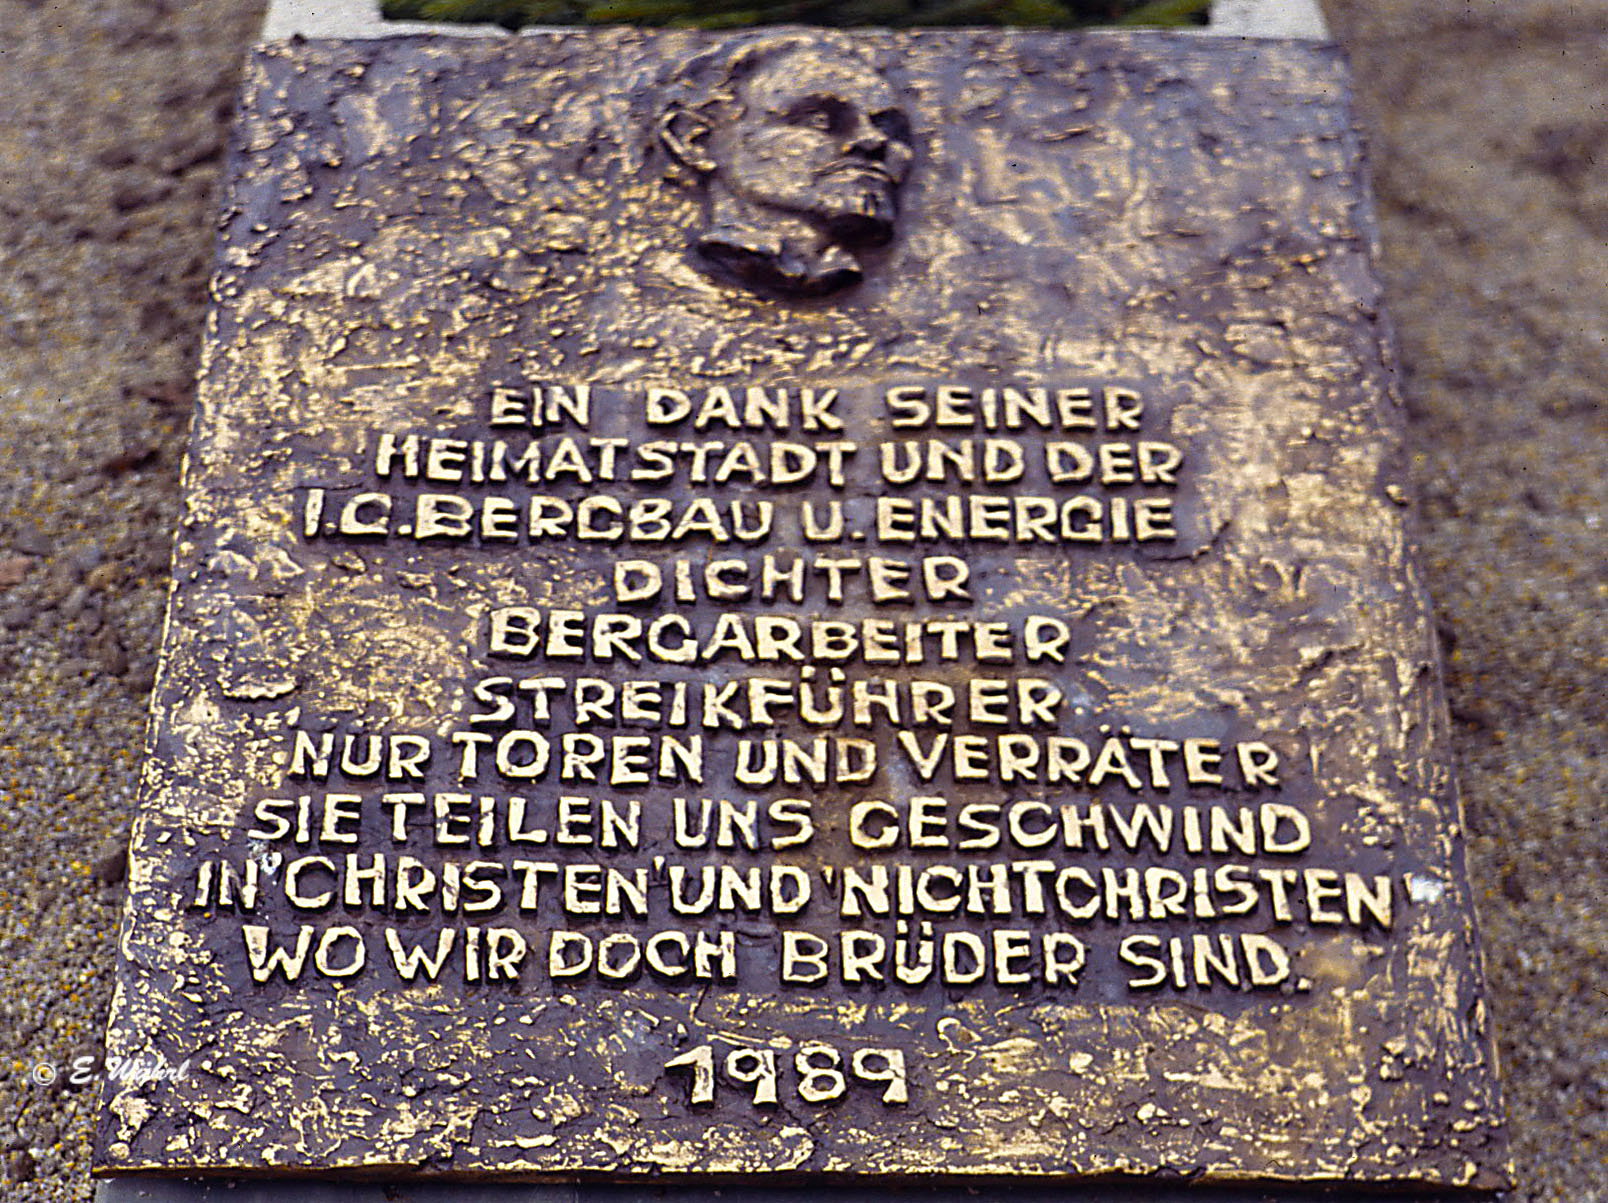 EIN DANK SEINER
HEIMATSTADT UND DER
I.G. BERGBAU U. ENERGIE
DICHTER
BERGARBEITER
STREIKFÜHRER
NUR TOREN UND VERRÄTER
SIE TEILEN UNS GESCHWIND
IN "CHRISTEN" UND "NICHTCHRISTEN"
WO WIR DOCH BRÜDER SIND.
1989
© E. Wahrl